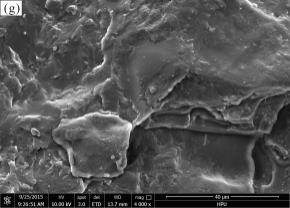 (g)
9/25/2015 HV spot det WD mag □ 40 µm
9:26:51 AM 10.00 kV 3.0 ETD 13.7 mm 4 000 x HPU